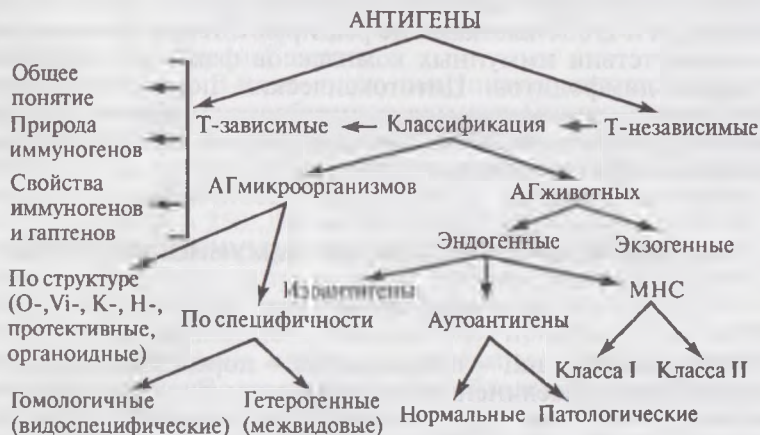 АНТИГЕНЫ
Общее
понятие
Природа
иммуногенов
Свойства
иммуногенов
и гаптенов
Т-зависимые
Классификация
Т-независимые
АГмикроорганизмов
АГживотных
Эндогенные
Экзогенные
По структуре
(О-,Vi-, К-, Н-,
протективные,
органоидные)
По специфичности
Изоантигены
Аутоантигены
МНС
Класса I
Класса II
Гомологичные
(видоспецифические)
Гетерогенные
(межвидовые)
Нормальные
Патологические